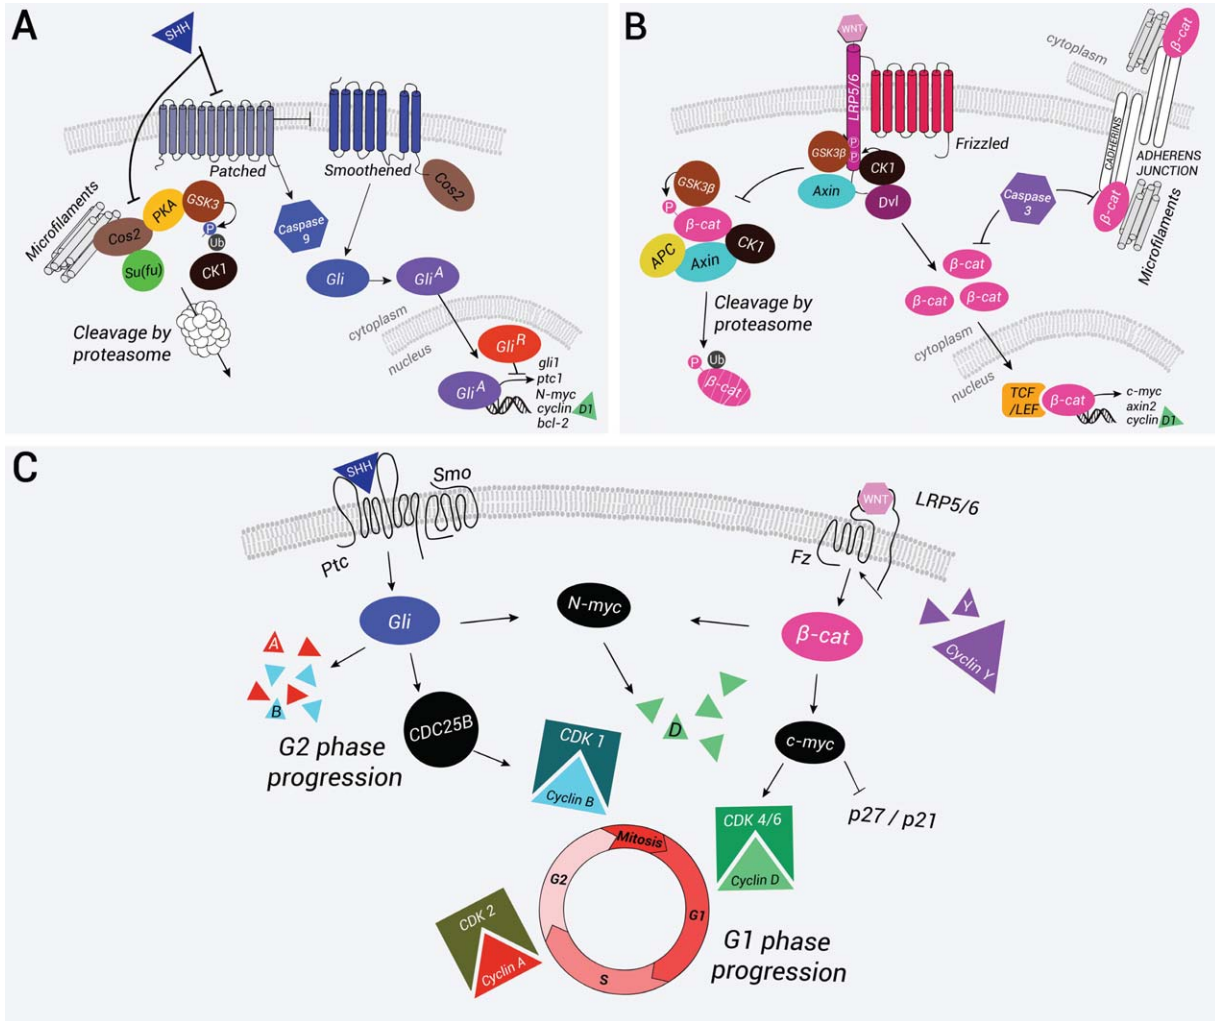 A
SHH
Patched
Smoothened
Cos2
Microfilaments
PKA
GSK3
P
Ub
Cos2
Su(fu)
CK1
Caspase
9
Gli
Gli A
Cleavage by
proteasome
cytoplasm
nucleus
Gli R
Gli A
gli1
ptc1
N-myc
cyclin D1
bcl-2
B
WNT
LRP5/6
Frizzled
cytoplasm
β-cat
CADHERINS
ADHERENS
JUNCTION
β-cat
Microfilaments
GSK3β
P
P
CK1
Axin
Dvl
GSK3β
P
β-cat
APC
Axin
CK1
Caspase
3
β-cat
β-cat
β-cat
Cleavage by
proteasome
P
Ub
β-cat
cytoplasm
nucleus
TCF
/LEF
β-cat
c-myc
axin2
cyclin D1
C
SHH
Smo
Ptc
WNT
LRP5/6
Fz
Gli
N-myc
β-cat
Y
Cyclin Y
A
B
CDC25B
G2 phase
progression
D
c-myc
p27 / p21
CDK 1
Cyclin B
CDK 4/6
Cyclin D
CDK 2
Cyclin A
Mitosis
G2
G1
S
G1 phase
progression